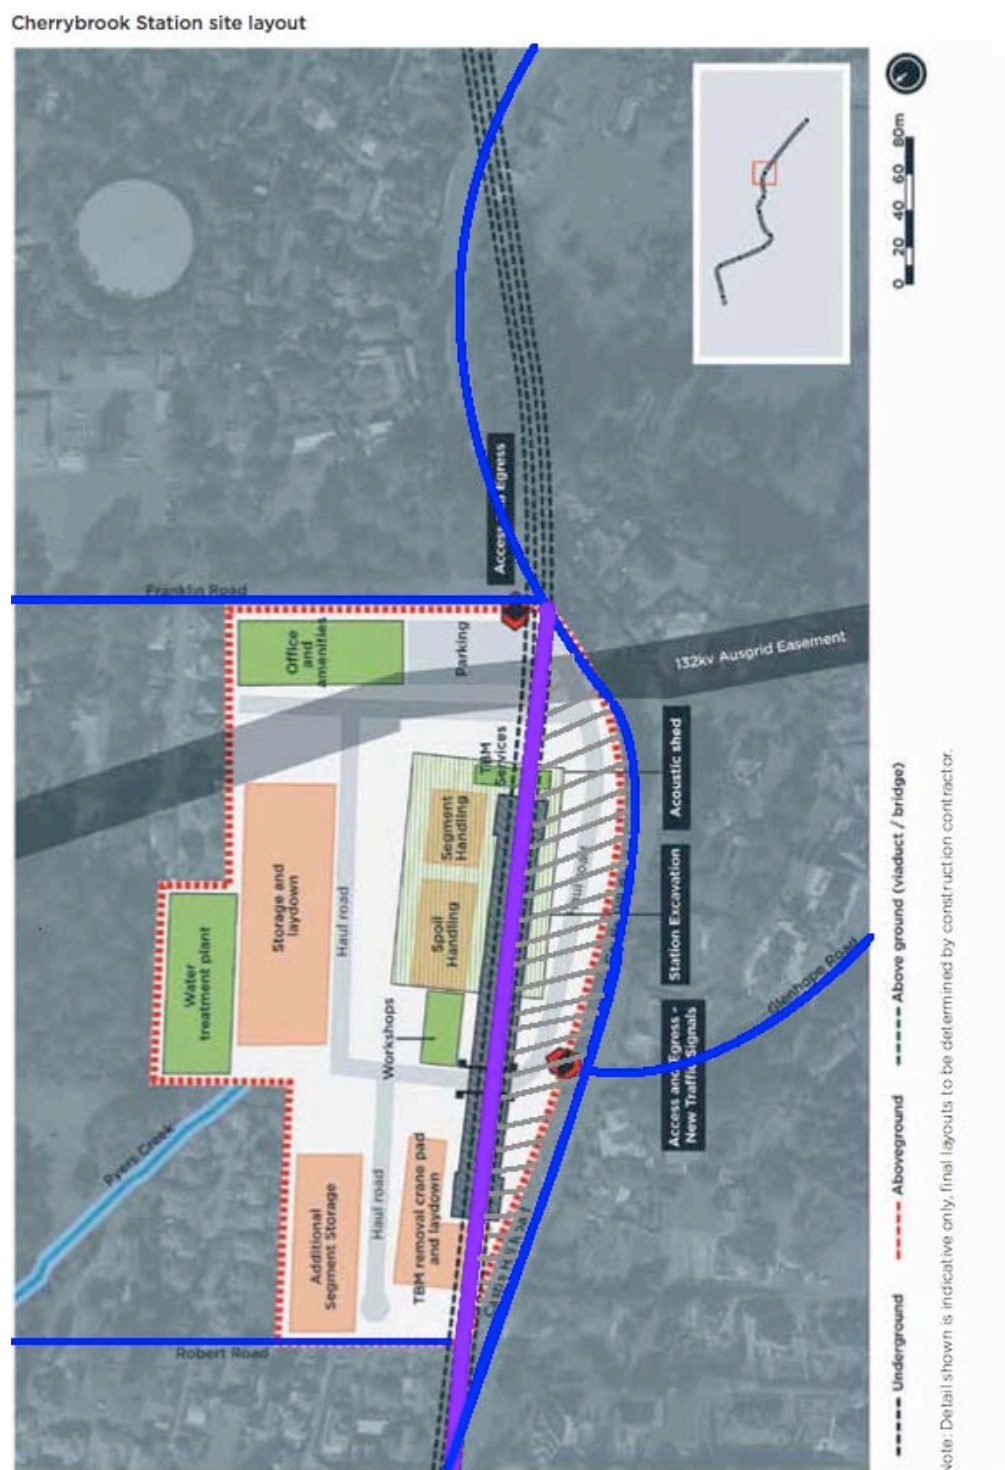 Cherrybrook Station site layout
0 20 40 60 80m
Access and Egress
Franklin Road
Office
and
amenities
Parking
132kv Ausgrid Easement
TBM
Services
Acoustic shed
Segment
Handling
Storage and
laydown
Haul road
Haul road
Spoil
Handling
Station Excavation
Water
treatment plant
Workshops
Glenhope Road
Access and Egress -
New Traffic Signals
Pyers Creek
Additional
Segment Storage
Haul road
TBM removal crane pad
and laydown
Robert Road
Underground
Aboveground
Above ground (viaduct / bridge)
Note: Detail shown is indicative only, final layouts to be determined by construction contractor.